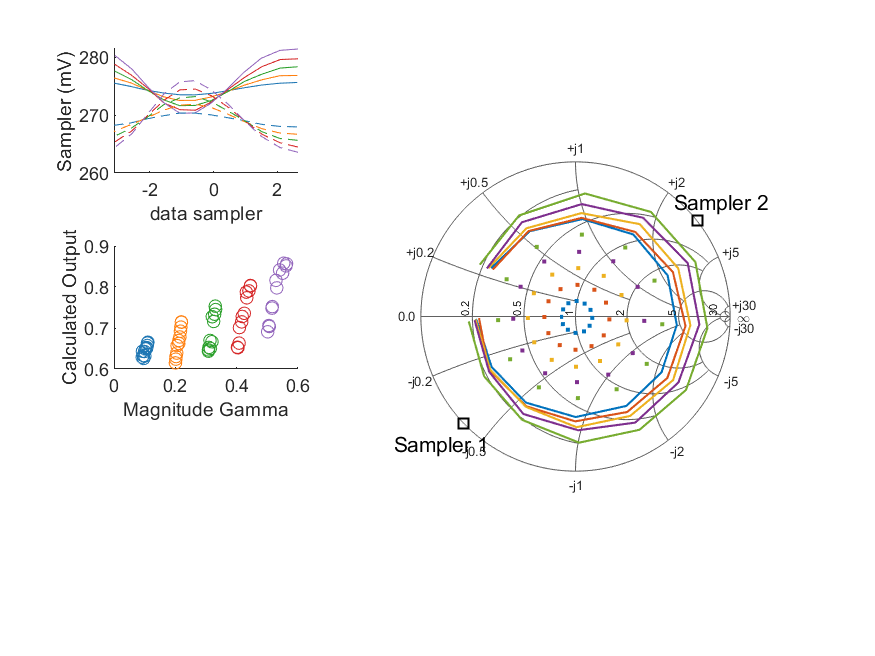 Sampler (mV)
280
270
260
-2
0
2
data sampler
Calculated Output
0.9
0.8
0.7
0.6
0
0.2
0.4
0.6
Magnitude Gamma
+j1
+j0.5
+j2
Sampler 2
+j0.2
+j5
0.0
0.2
0.5
1
2
5
30
+j30
∞
-j30
-j0.2
-j5
Sampler 1
-j0.5
-j2
-j1